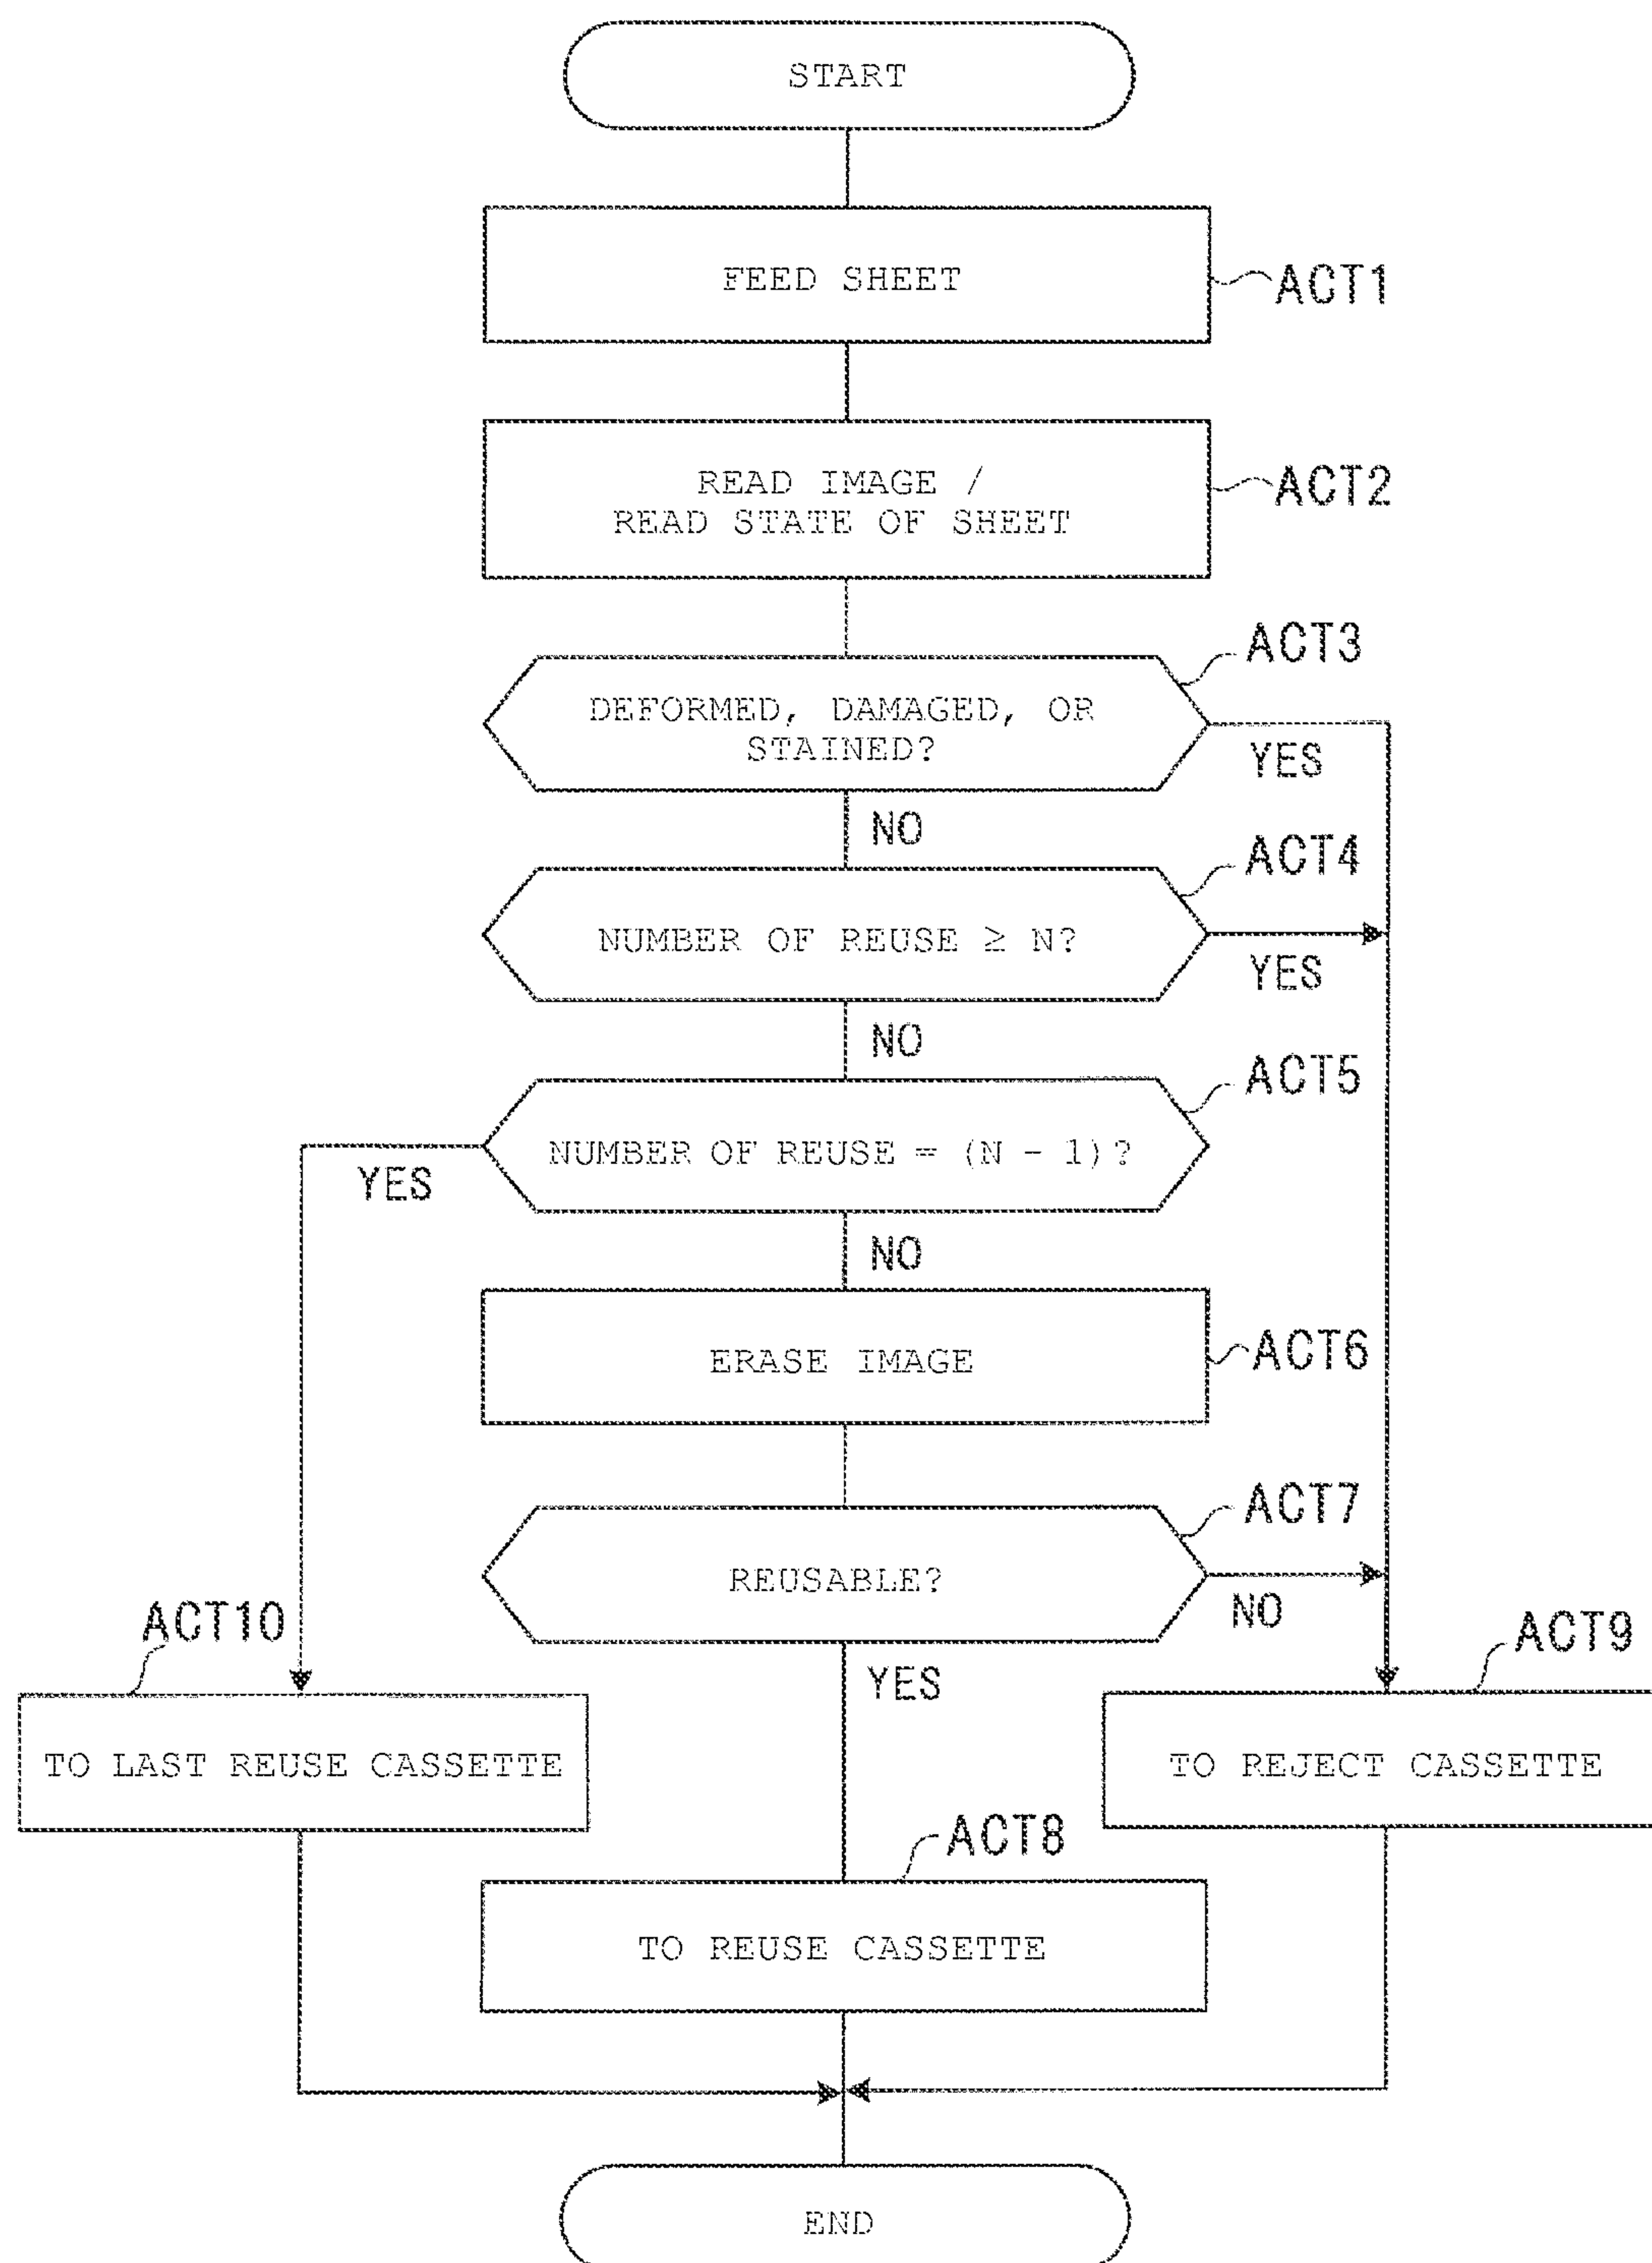 START
FEED SHEET
ACT1
READ IMAGE /
READ STATE OF SHEET
ACT2
ACT3
DEFORMED, DAMAGED, OR
STAINED?
YES
NO
ACT4
NUMBER OF REUSE ≥ N?
YES
NO
ACT5
NUMBER OF REUSE = (N - 1)?
YES
NO
ERASE IMAGE
ACT6
ACT7
REUSABLE?
NO
YES
ACT10
ACT9
TO LAST REUSE CASSETTE
TO REJECT CASSETTE
ACT8
TO REUSE CASSETTE
END